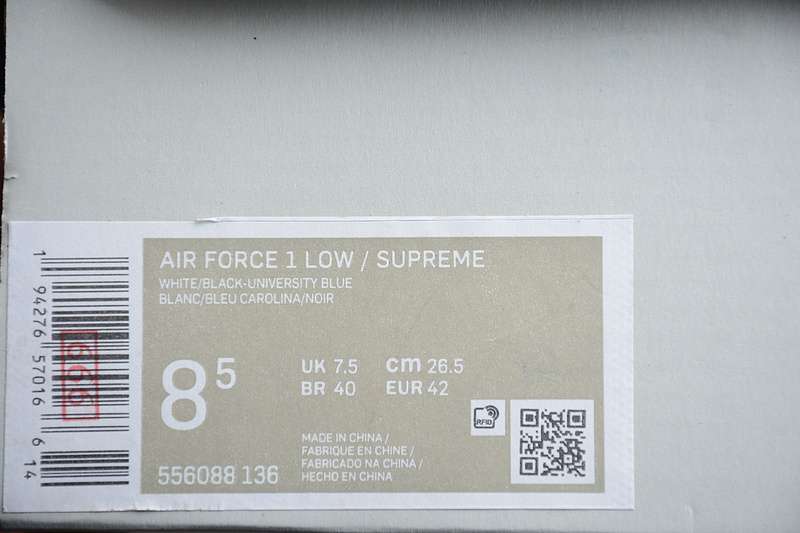 AIR FORCE 1 LOW / SUPREME
WHITE/BLACK-UNIVERSITY BLUE
BLANC/BLEU CAROLINA/NOIR
8 5
UK 7.5 cm 26.5
BR 40 EUR 42
RFID
MADE IN CHINA /
FABRIQUE EN CHINE /
FABRICADO NA CHINA /
HECHO EN CHINA
556088 136
1 94276 57016 6 14
666